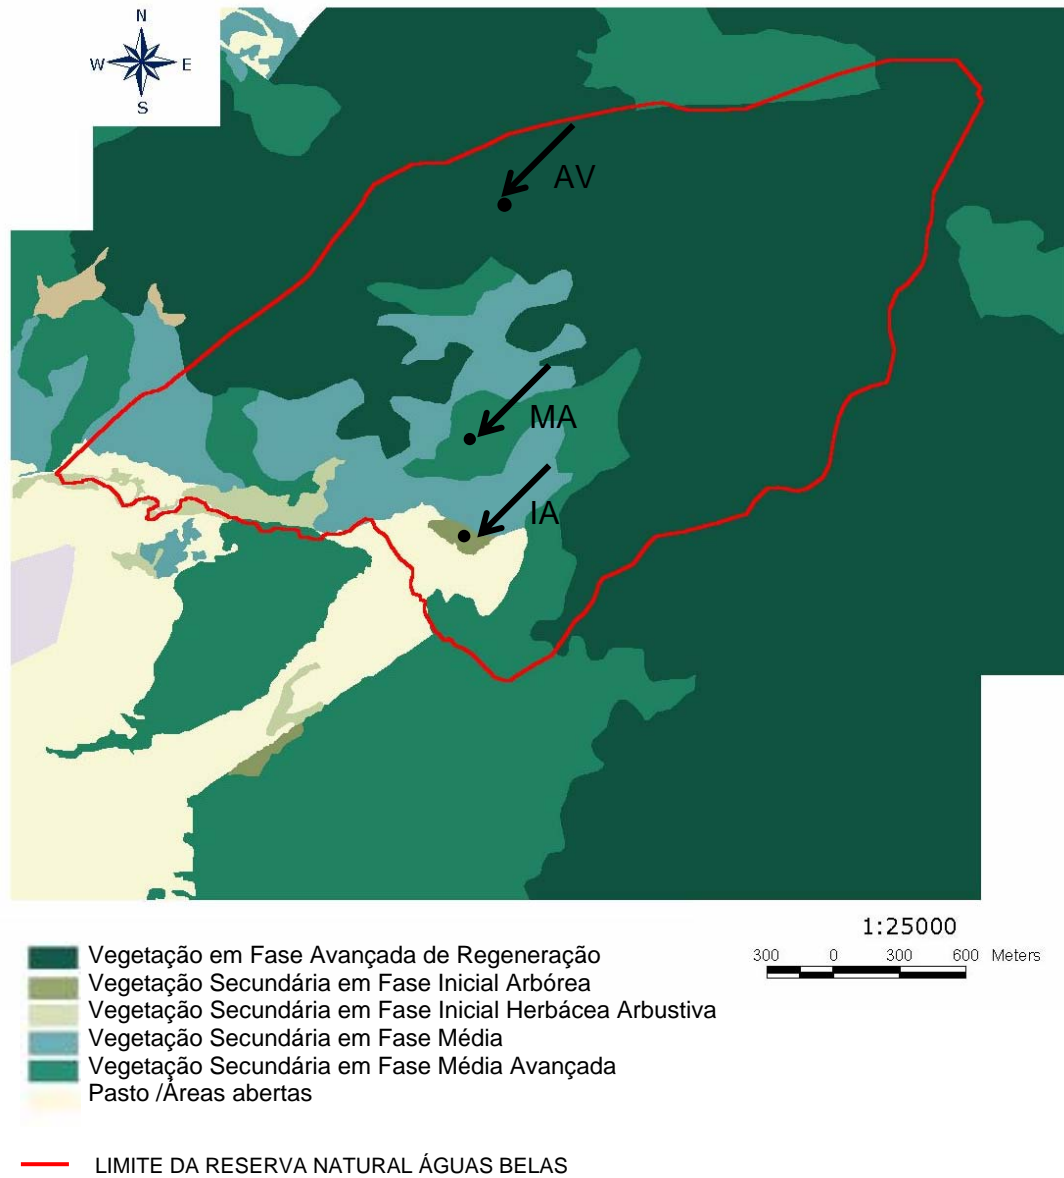 N
W E
S
AV
MA
IA
1:25000
300 0 300 600 Meters
Vegetação em Fase Avançada de Regeneração
Vegetação Secundária em Fase Inicial Arbórea
Vegetação Secundária em Fase Inicial Herbácea Arbustiva
Vegetação Secundária em Fase Média
Vegetação Secundária em Fase Média Avançada
Pasto /Áreas abertas
LIMITE DA RESERVA NATURAL ÁGUAS BELAS